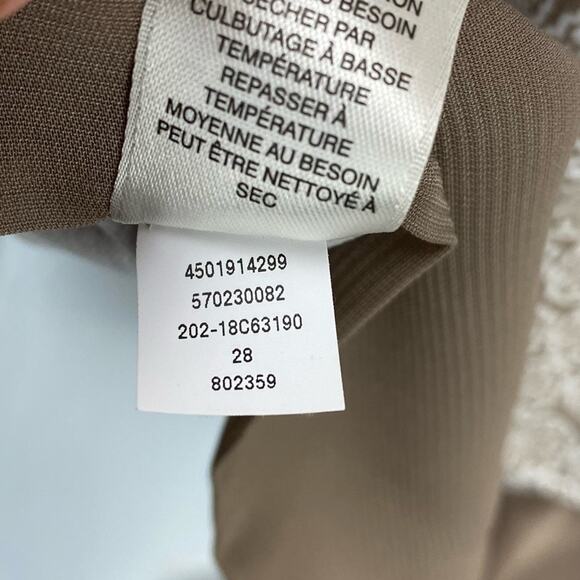 BESOIN
SÉCHER PAR
CULBUTAGE À BASSE
TEMPÉRATURE
REPASSER À
TEMPÉRATURE
MOYENNE AU BESOIN
PEUT ÊTRE NETTOYÉ À
SEC
4501914299
570230082
202-18C63190
28
802359